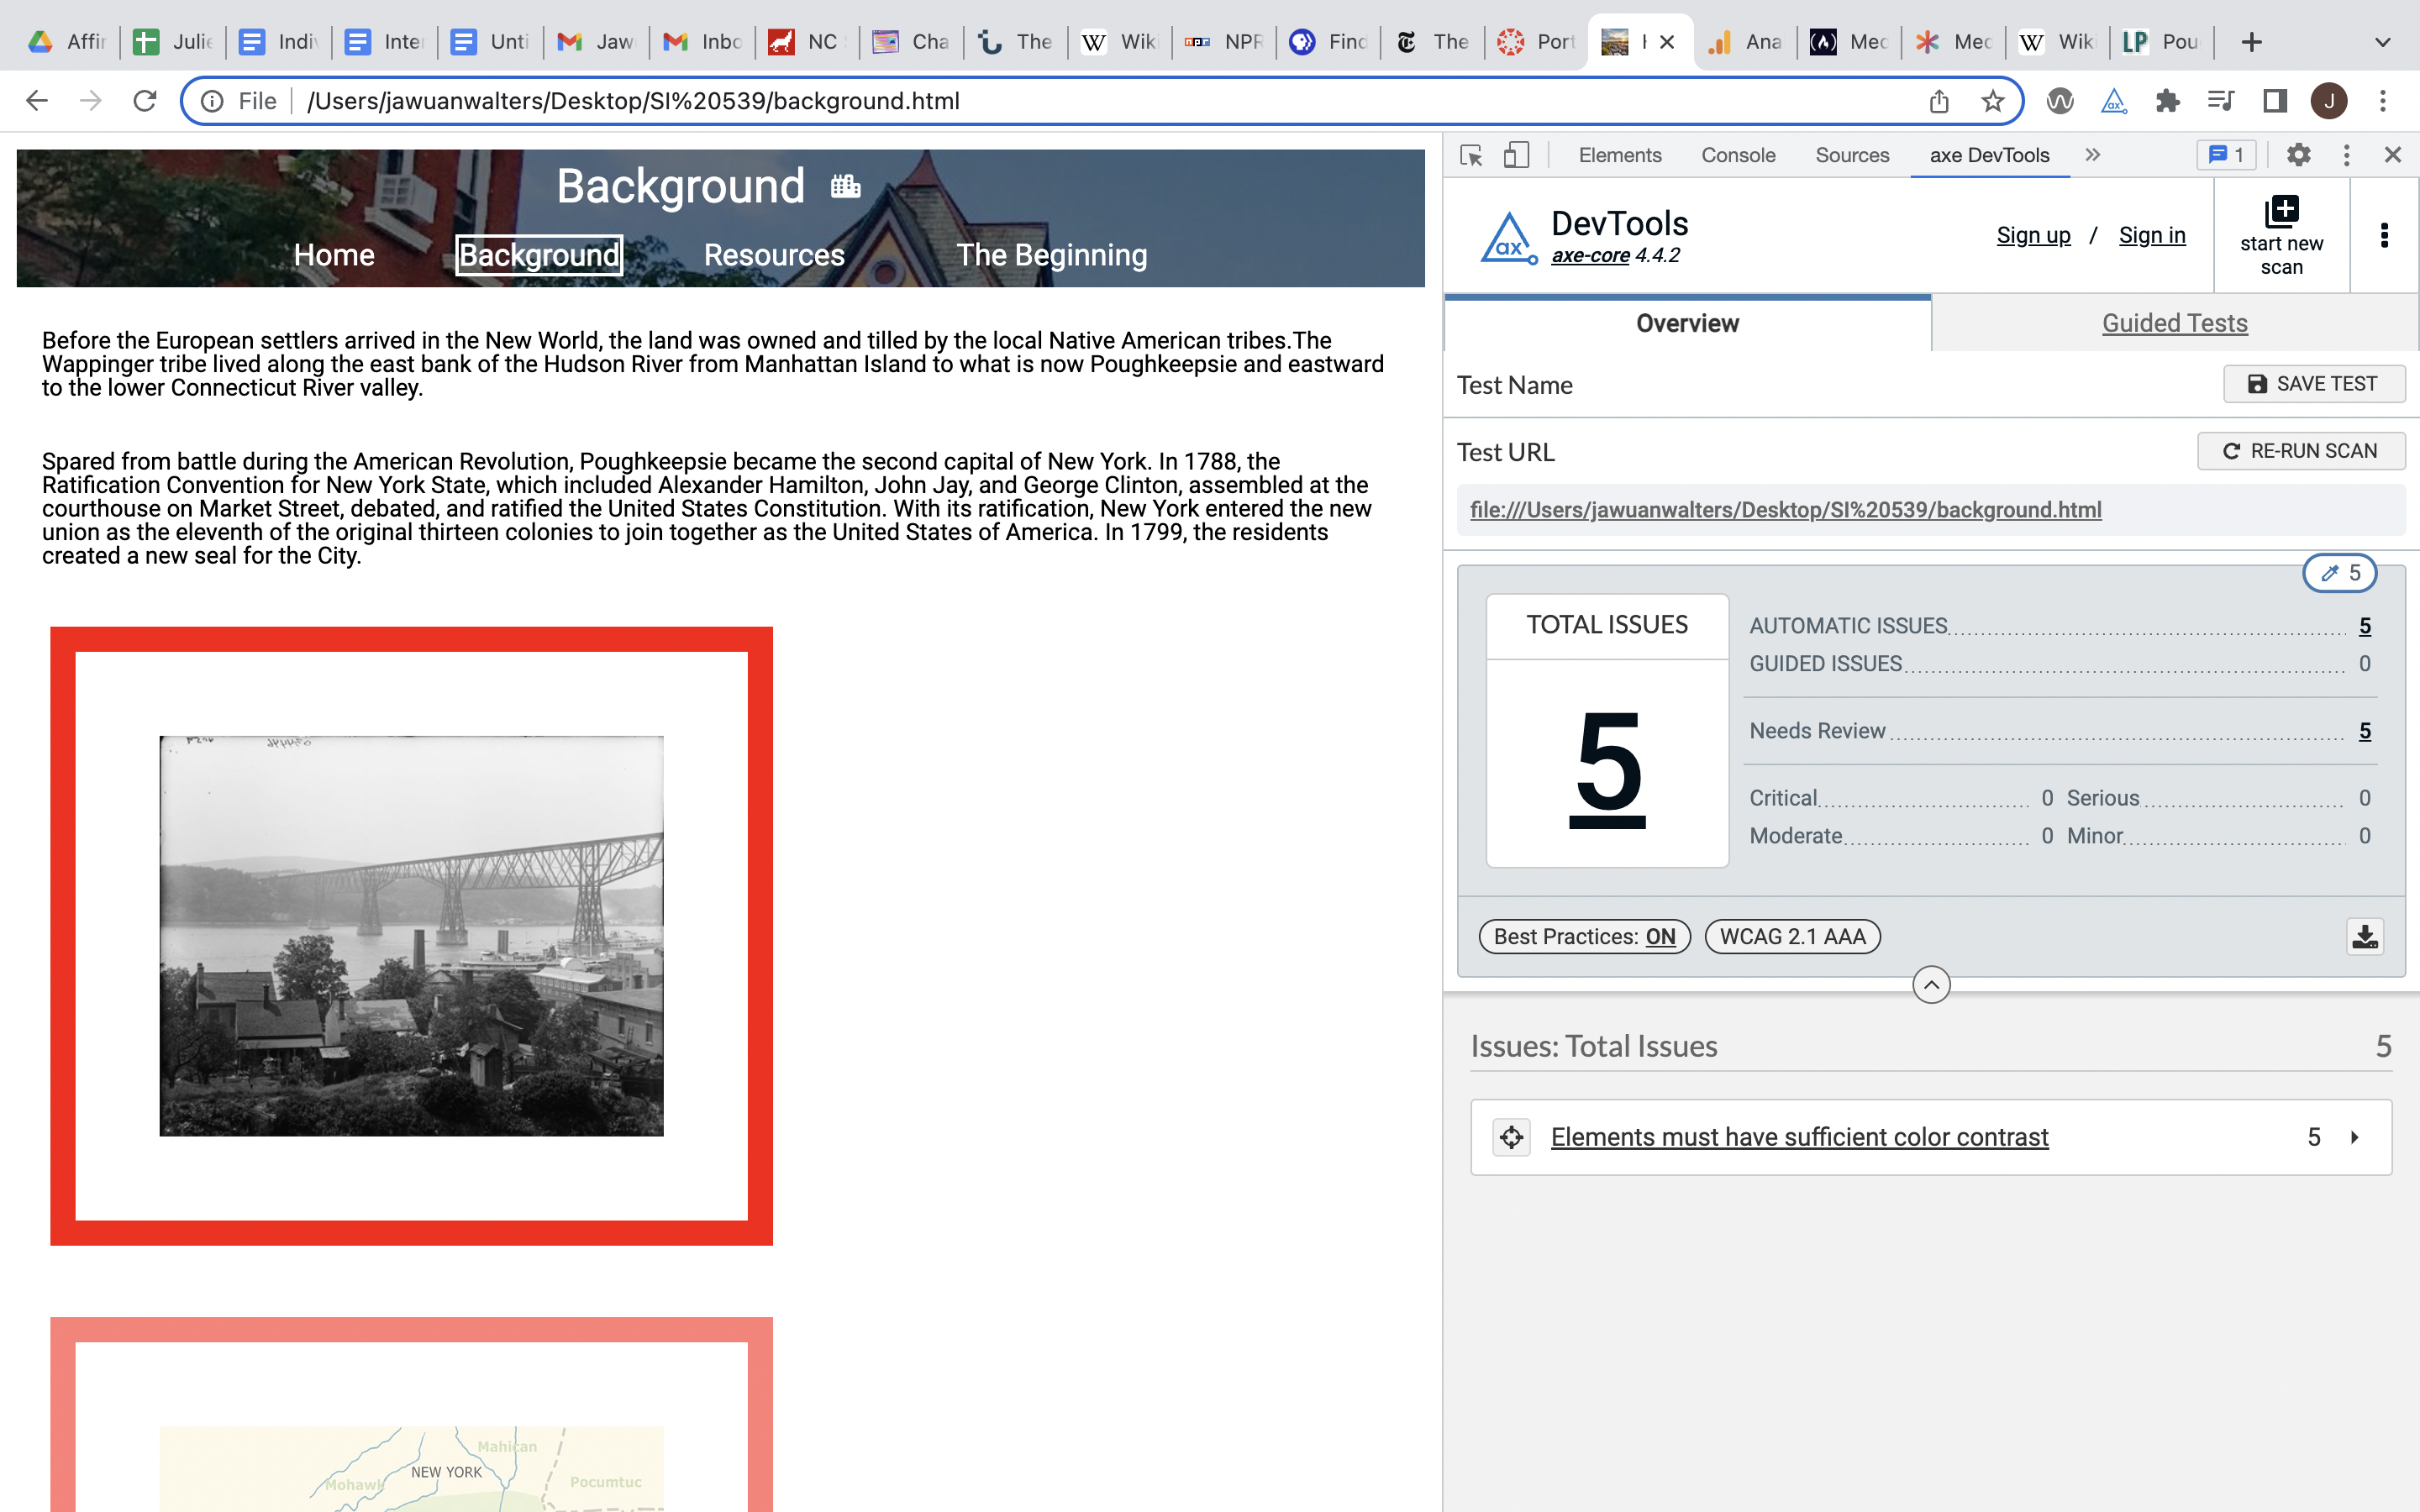 Affir
Julie
Indiv
Inte
Unti
Jaw
Inbo
NC
Cha
The
W Wiki
npr NPR
Find
The
Port
Ana
Mec
Mec
W Wiki
LP Pou
File /Users/jawuanwalters/Desktop/SI%20539/background.html
J
Background
Home Background Resources The Beginning
Before the European settlers arrived in the New World, the land was owned and tilled by the local Native American tribes.The
Wappinger tribe lived along the east bank of the Hudson River from Manhattan Island to what is now Poughkeepsie and eastward
to the lower Connecticut River valley.
Spared from battle during the American Revolution, Poughkeepsie became the second capital of New York. In 1788, the
Ratification Convention for New York State, which included Alexander Hamilton, John Jay, and George Clinton, assembled at the
courthouse on Market Street, debated, and ratified the United States Constitution. With its ratification, New York entered the new
union as the eleventh of the original thirteen colonies to join together as the United States of America. In 1799, the residents
created a new seal for the City.
Mahican
NEW YORK
Mohawk
Pocumtuc
Elements Console Sources axe DevTools 1
ax DevTools
axe-core 4.4.2
Sign up / Sign in
start new
scan
Overview Guided Tests
Test Name SAVE TEST
Test URL RE-RUN SCAN
file:///Users/jawuanwalters/Desktop/SI%20539/background.html
5
TOTAL ISSUES
5
AUTOMATIC ISSUES 5
GUIDED ISSUES 0
Needs Review 5
Critical 0 Serious 0
Moderate 0 Minor 0
Best Practices: ON WCAG 2.1 AAA
Issues: Total Issues 5
Elements must have sufficient color contrast 5